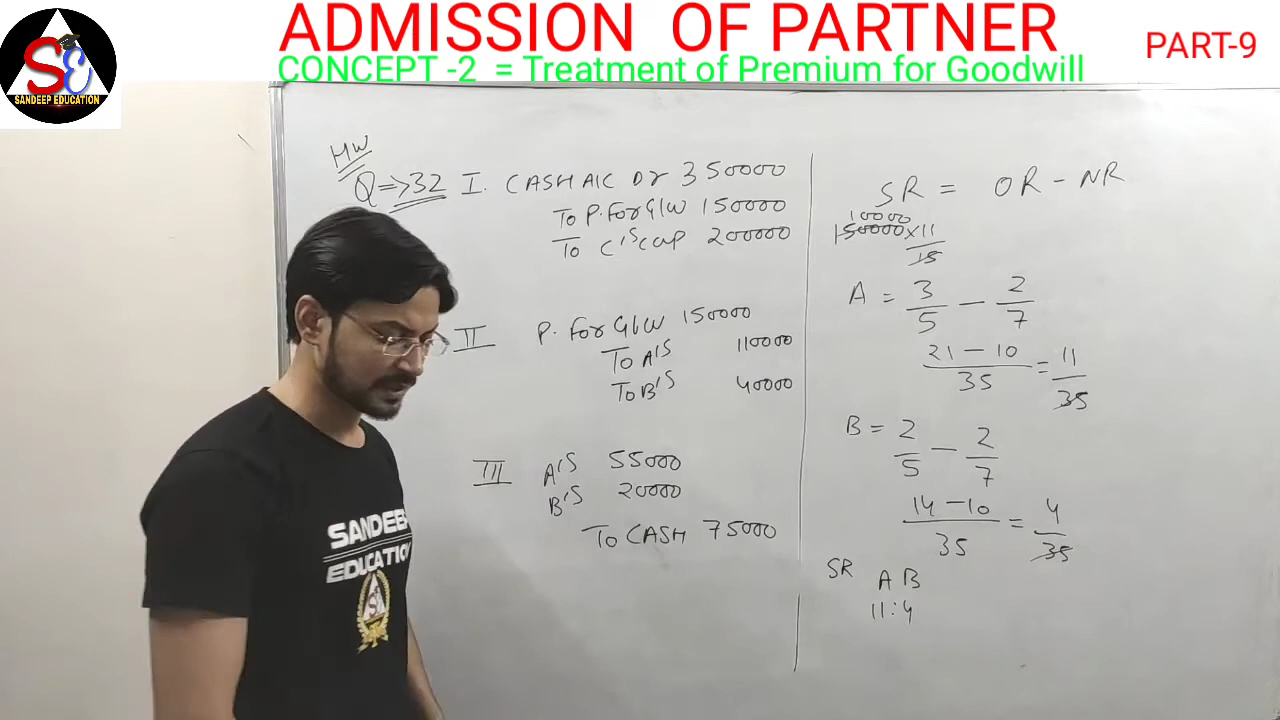 ADMISSION OF PARTNER
PART-9
CONCEPT -2 = Treatment of Premium for Goodwill
SE
SANDEEP EDUCATION
HW
Q=>32 I. CASH A/C Dr 350000
To P. For G/W 150000
To C'S cap 200000
II P. For G/W 150000
To A'S 110000
To B'S 40000
III A'S 55000
B'S 20000
To CASH 75000
SR = OR - NR
10000
150000 x 11
15
A = 3/5 - 2/7
21 - 10 / 35 = 11/35
B = 2/5 - 2/7
14 - 10 / 35 = 4/35
SR A B
11:4
SANDEEP
EDUCATION